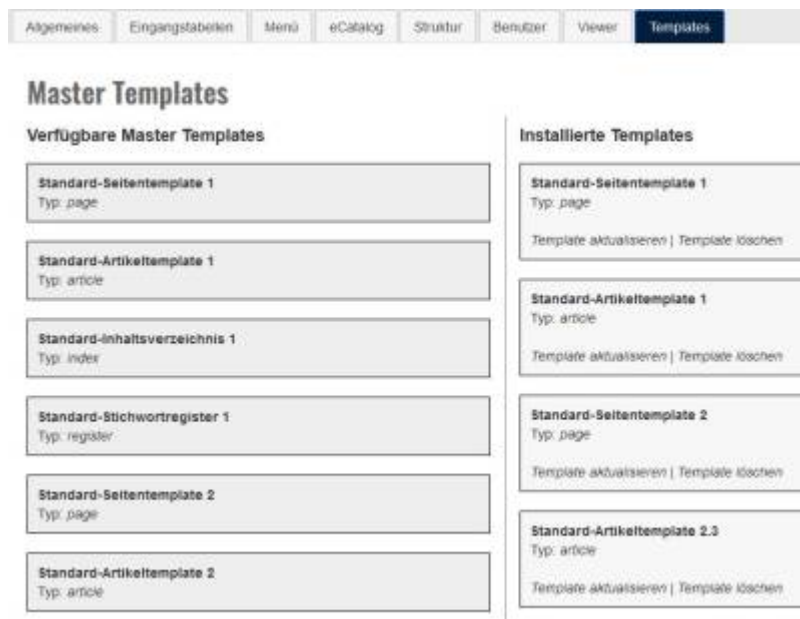 Allgemeines Eingangstabellen Menü eCatalog Struktur Benutzer Viewer Templates
Master Templates
Verfügbare Master Templates
Standard-Seitentemplate 1
Typ: page
Standard-Artikeltemplate 1
Typ: article
Standard-Inhaltsverzeichnis 1
Typ: index
Standard-Stichwortregister 1
Typ: register
Standard-Seitentemplate 2
Typ: page
Standard-Artikeltemplate 2
Typ: article
Installierte Templates
Standard-Seitentemplate 1
Typ: page
Template aktualisieren | Template löschen
Standard-Artikeltemplate 1
Typ: article
Template aktualisieren | Template löschen
Standard-Seitentemplate 2
Typ: page
Template aktualisieren | Template löschen
Standard-Artikeltemplate 2.3
Typ: article
Template aktualisieren | Template löschen